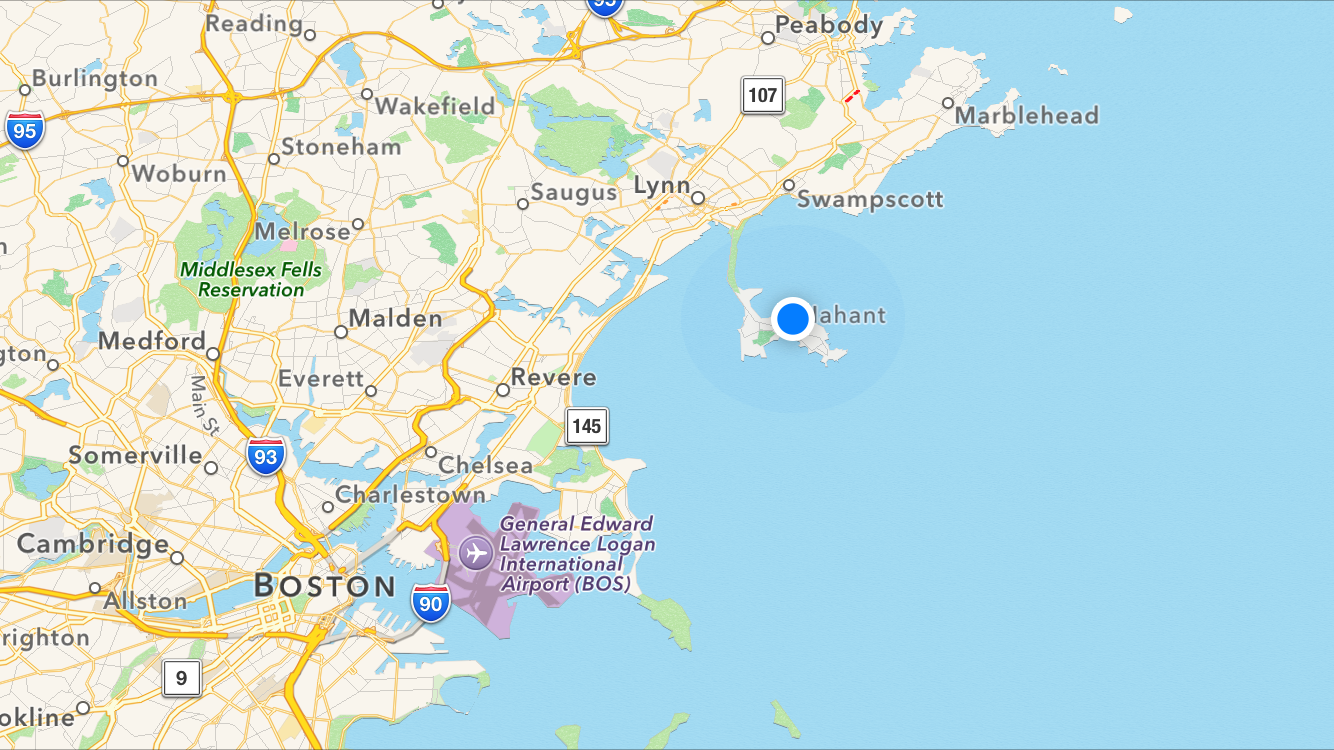 95
Reading
Peabody
Burlington
107
Wakefield
Marblehead
95
Stoneham
Woburn
Saugus
Lynn
Swampscott
Melrose
Middlesex Fells
Reservation
Malden
ahant
Medford
gton
Everett
Revere
Main St
145
Somerville
93
Chelsea
Charlestown
General Edward
Lawrence Logan
International
Airport (BOS)
Cambridge
BOSTON
Allston
90
righton
9
okline